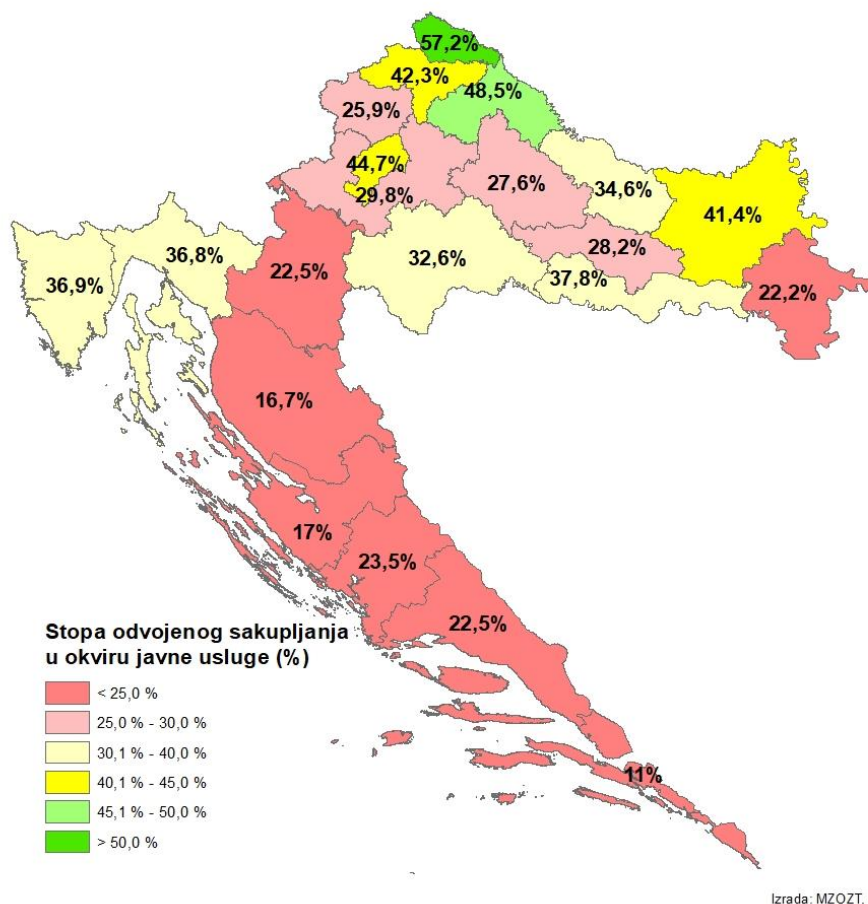 57,2%
42,3%
48,5%
25,9%
44,7%
29,8%
27,6%
34,6%
41,4%
28,2%
36,8%
36,9%
22,5%
32,6%
37,8%
22,2%
16,7%
17%
23,5%
22,5%
11%
Stopa odvojenog sakupljanja
u okviru javne usluge (%)
< 25,0 %
25,0 % - 30,0 %
30,1 % - 40,0 %
40,1 % - 45,0 %
45,1 % - 50,0 %
> 50,0 %
Izrada: MZOZT.